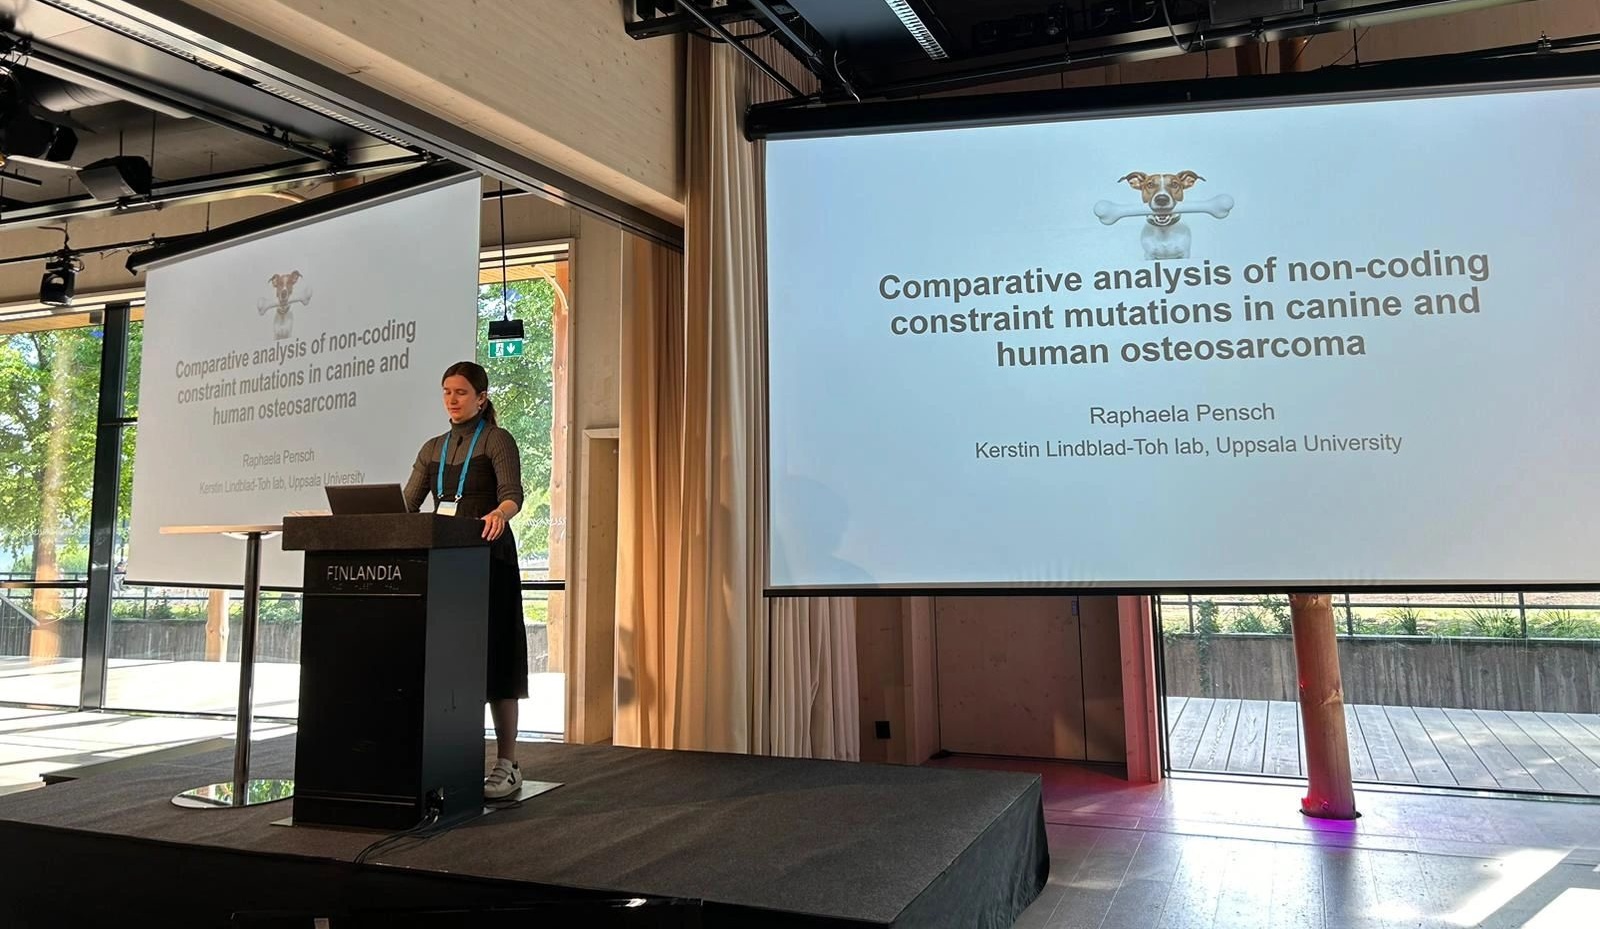 Comparative analysis of non-coding
constraint mutations in canine and
human osteosarcoma
Raphaela Pensch
Kerstin Lindblad-Toh lab, Uppsala University
FINLANDIA
Comparative analysis of non-coding
constraint mutations in canine and
human osteosarcoma
Raphaela Pensch
Kerstin Lindblad-Toh lab, Uppsala University